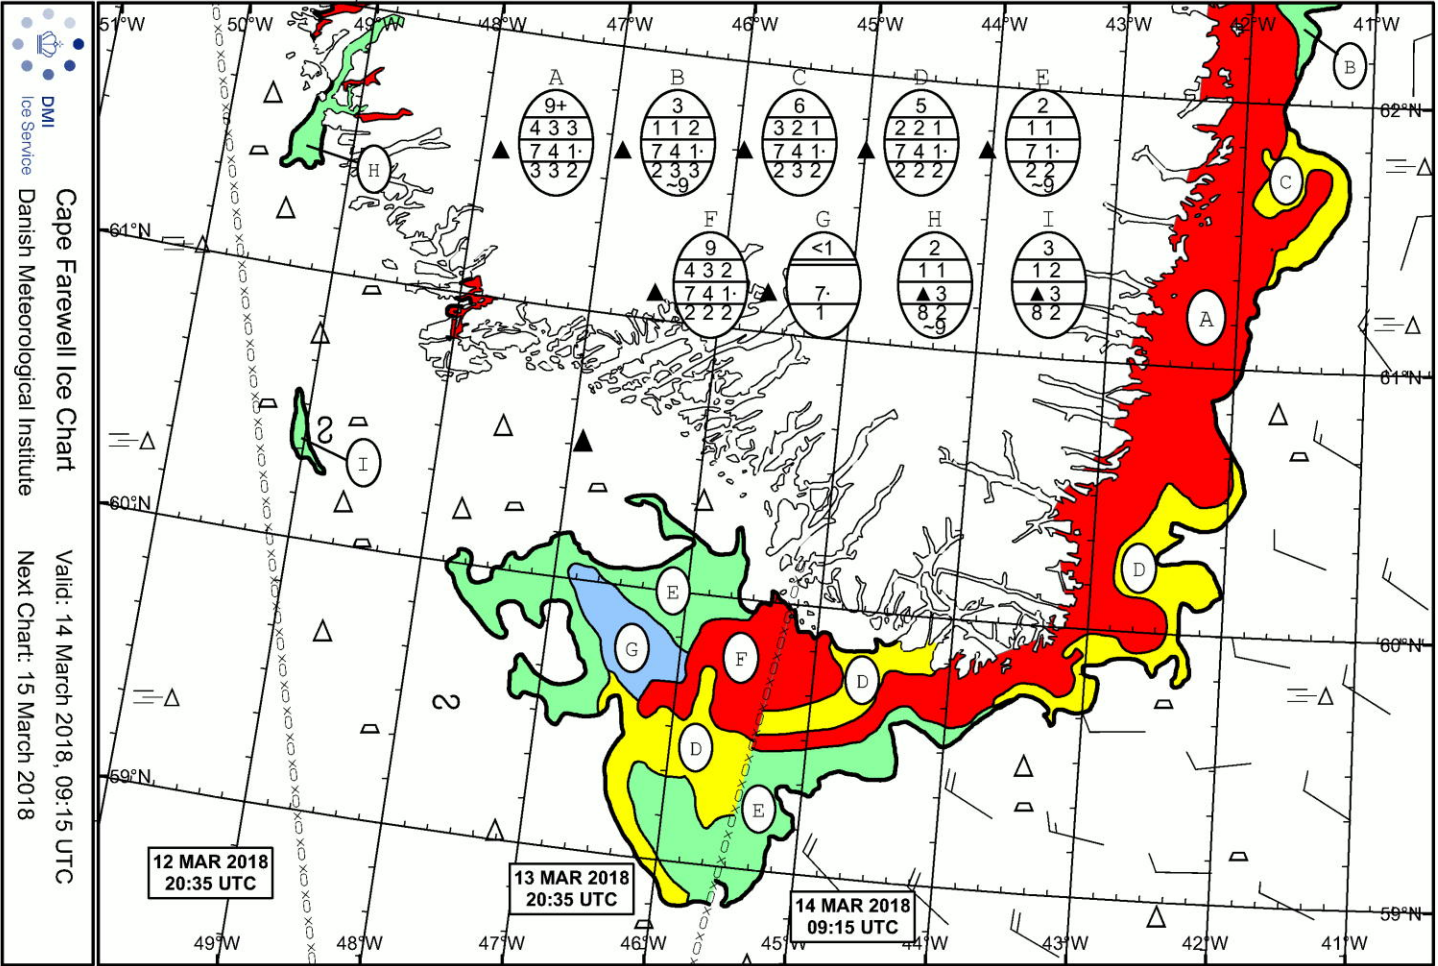 DMI
Ice Service
Cape Farewell Ice Chart
Danish Meteorological Institute
Valid: 14 March 2018, 09:15 UTC
Next Chart: 15 March 2018
51°W 50°W 49°W 48°W 47°W 46°W 45°W 44°W 43°W 42°W 41°W
B
62°N
A
9+
4 3 3
7 4 1·
3 3 2
B
3
1 1 2
7 4 1·
2 3 3
~9
C
6
3 2 1
7 4 1·
2 3 2
D
5
2 2 1
7 4 1·
2 2 2
E
2
1 1
7 1·
2 2
~9
H
C
61°N
F
9
4 3 2
7 4 1·
2 2 2
G
<1
7·
1
H
2
1 1
▲ 3
8 2
~9
I
3
1 2
▲ 3
8 2
A
61°N
I
60°N
D
E
G
F
D
60°N
D
E
59°N
59°N
12 MAR 2018
20:35 UTC
13 MAR 2018
20:35 UTC
14 MAR 2018
09:15 UTC
49°W 48°W 47°W 46°W 45°W 44°W 43°W 42°W 41°W